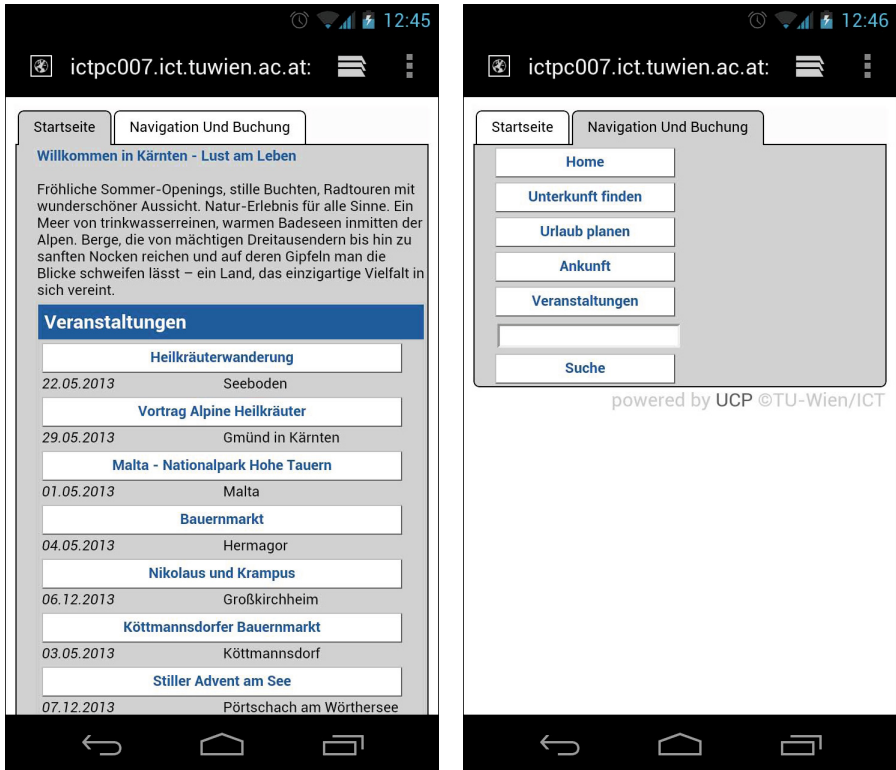 12:45
ictpc007.ict.tuwien.ac.at:
Startseite
Navigation Und Buchung
Willkommen in Kärnten - Lust am Leben
Fröhliche Sommer-Openings, stille Buchten, Radtouren mit
wunderschöner Aussicht. Natur-Erlebnis für alle Sinne. Ein
Meer von trinkwasserreinen, warmen Badeseen inmitten der
Alpen. Berge, die von mächtigen Dreitausendern bis hin zu
sanften Nocken reichen und auf deren Gipfeln man die
Blicke schweifen lässt – ein Land, das einzigartige Vielfalt in
sich vereint.
Veranstaltungen
Heilkräuterwanderung
22.05.2013 Seeboden
Vortrag Alpine Heilkräuter
29.05.2013 Gmünd in Kärnten
Malta - Nationalpark Hohe Tauern
01.05.2013 Malta
Bauernmarkt
04.05.2013 Hermagor
Nikolaus und Krampus
06.12.2013 Großkirchheim
Köttmannsdorfer Bauernmarkt
03.05.2013 Köttmannsdorf
Stiller Advent am See
07.12.2013 Pörtschach am Wörthersee
12:46
ictpc007.ict.tuwien.ac.at:
Startseite
Navigation Und Buchung
Home
Unterkunft finden
Urlaub planen
Ankunft
Veranstaltungen
Suche
powered by UCP ©TU-Wien/ICT